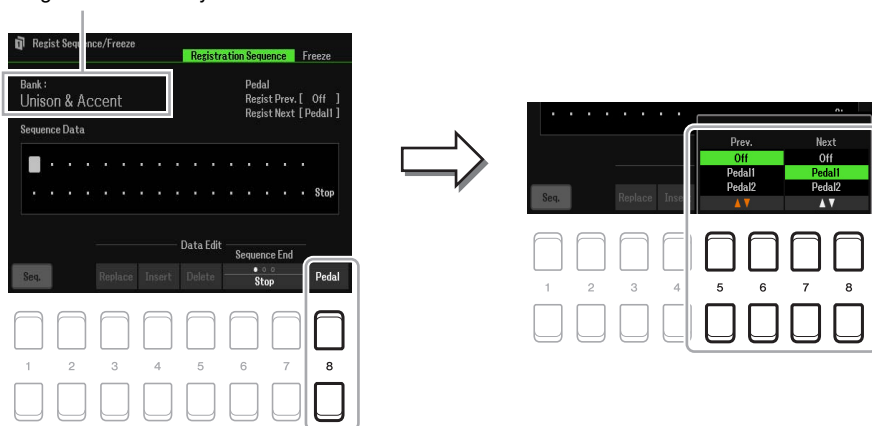 Regist Sequence/Freeze
Registration Sequence Freeze
Bank :
Unison & Accent
Pedal
Regist Prev. [ Off ]
Regist Next [ Pedal1 ]
Sequence Data
Stop
Data Edit
Sequence End
Seq. Replace Insert Delete Stop Pedal
1 2 3 4 5 6 7 8
Prev. Next
Off Off
Pedal1 Pedal1
Pedal2 Pedal2
Seq. Replace
1 2 3 4 5 6 7 8